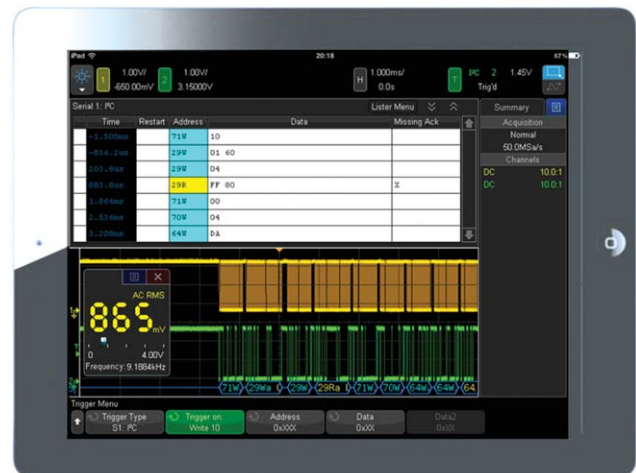 iPad 20:18 67%
1 1.00V/ 2 1.00V/ H 1.000ms/ T I²C 2 1.45V
-650.00mV 3.15000V 0.0s Trig'd
Serial 1: I²C Lister Menu Summary
Time Restart Address Data Missing Ack
Acquisition
Normal
50.0MSa/s
Channels
DC 10.0:1
DC 10.0:1
71W 10
29W 01 60
29W 04
29R FF 80 X
1.864ms 71W 00
2.536ms 70W 04
3.208ms 64W DA
AC RMS
865 mV
0 4.00V
Frequency: 9.1884kHz
71W 29Wa 29W 29Ra 71W 70W 64W 64W 64
Trigger Menu
Trigger Type Trigger on: Address Data Data2
S1: I²C Write 10 0xXX 0xXX